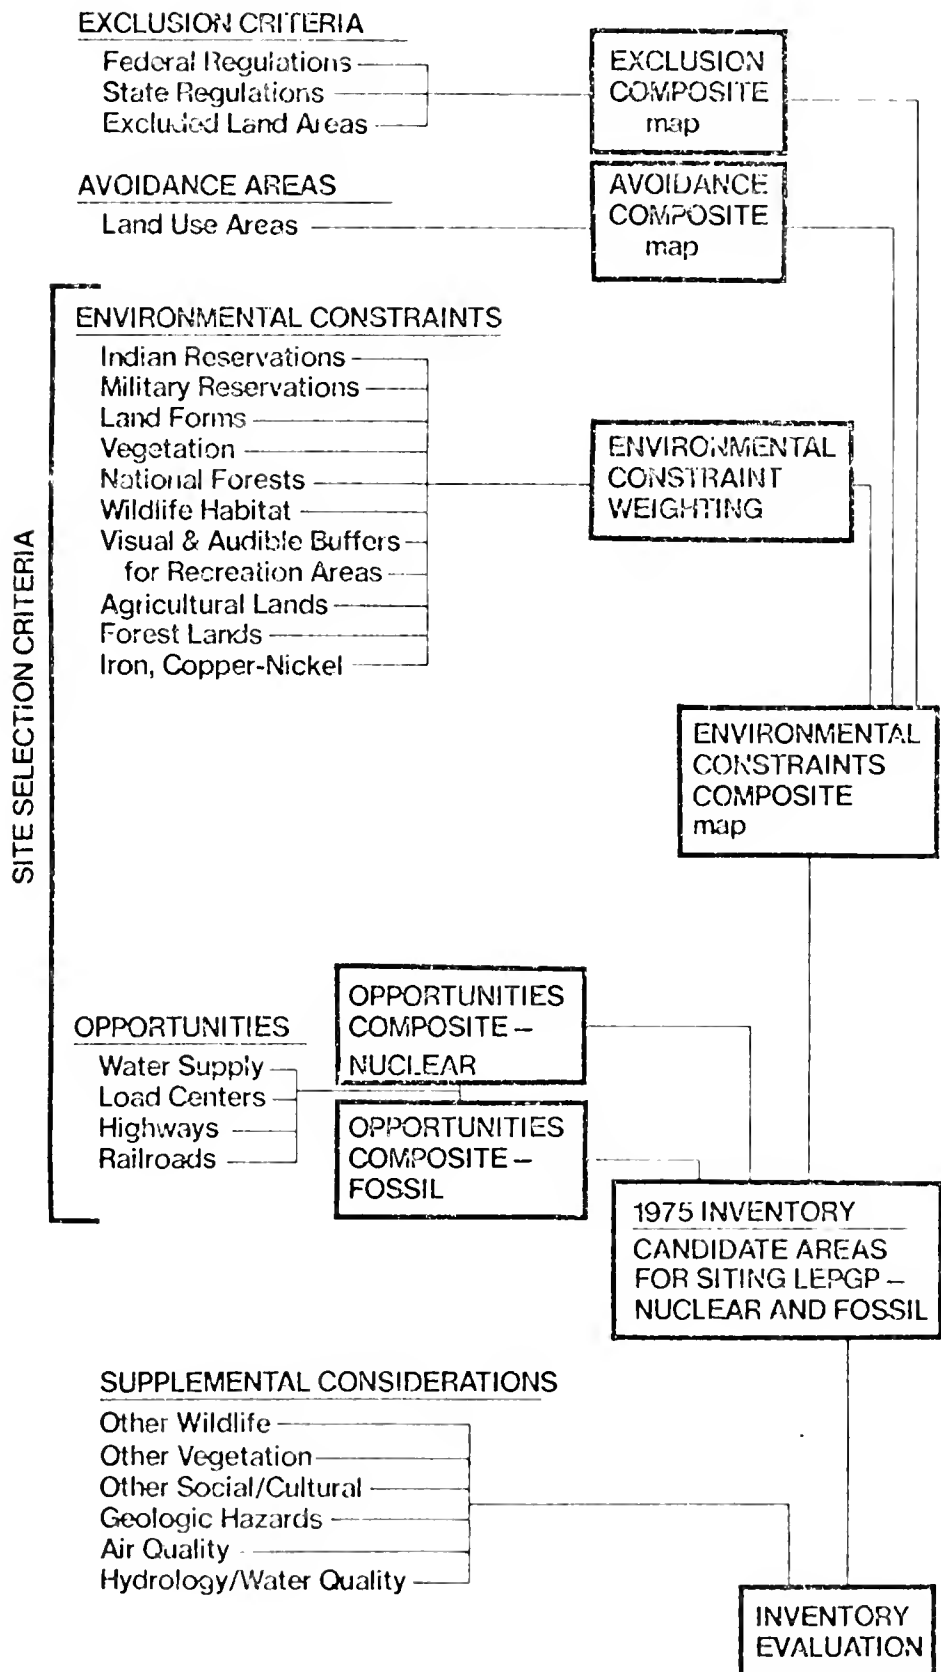 EXCLUSION CRITERIA
Federal Regulations
State Regulations
Excluded Land Areas
EXCLUSION
COMPOSITE
map
AVOIDANCE AREAS
Land Use Areas
AVOIDANCE
COMPOSITE
map
SITE SELECTION CRITERIA
ENVIRONMENTAL CONSTRAINTS
Indian Reservations
Military Reservations
Land Forms
Vegetation
National Forests
Wildlife Habitat
Visual & Audible Buffers
for Recreation Areas
Agricultural Lands
Forest Lands
Iron, Copper-Nickel
ENVIRONMENTAL
CONSTRAINT
WEIGHTING
ENVIRONMENTAL
CONSTRAINTS
COMPOSITE
map
OPPORTUNITIES
Water Supply
Load Centers
Highways
Railroads
OPPORTUNITIES
COMPOSITE –
NUCLEAR
OPPORTUNITIES
COMPOSITE –
FOSSIL
1975 INVENTORY
CANDIDATE AREAS
FOR SITING LEPGP –
NUCLEAR AND FOSSIL
SUPPLEMENTAL CONSIDERATIONS
Other Wildlife
Other Vegetation
Other Social/Cultural
Geologic Hazards
Air Quality
Hydrology/Water Quality
INVENTORY
EVALUATION